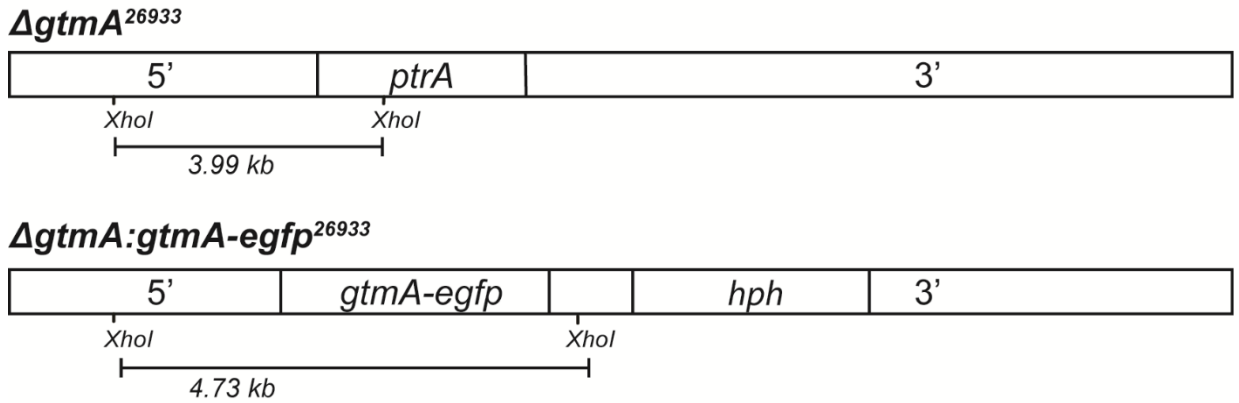 ΔgtmA26933
5’ ptrA 3’
XhoI XhoI
3.99 kb
ΔgtmA:gtmA-egfp26933
5’ gtmA-egfp hph 3’
XhoI XhoI
4.73 kb